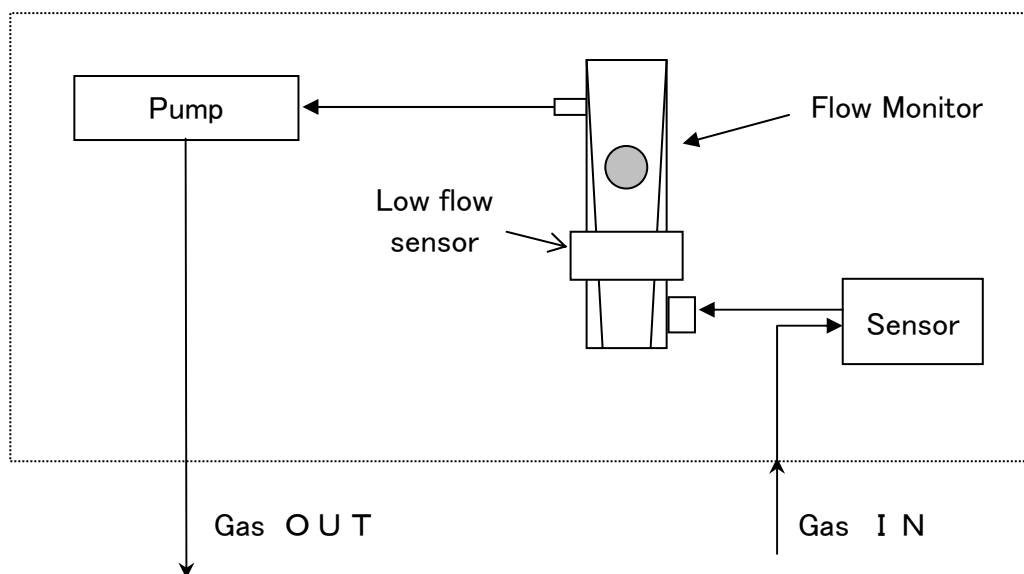 Pump
Flow Monitor
Low flow
sensor
Sensor
Gas ＯＵＴ
Gas ＩＮ